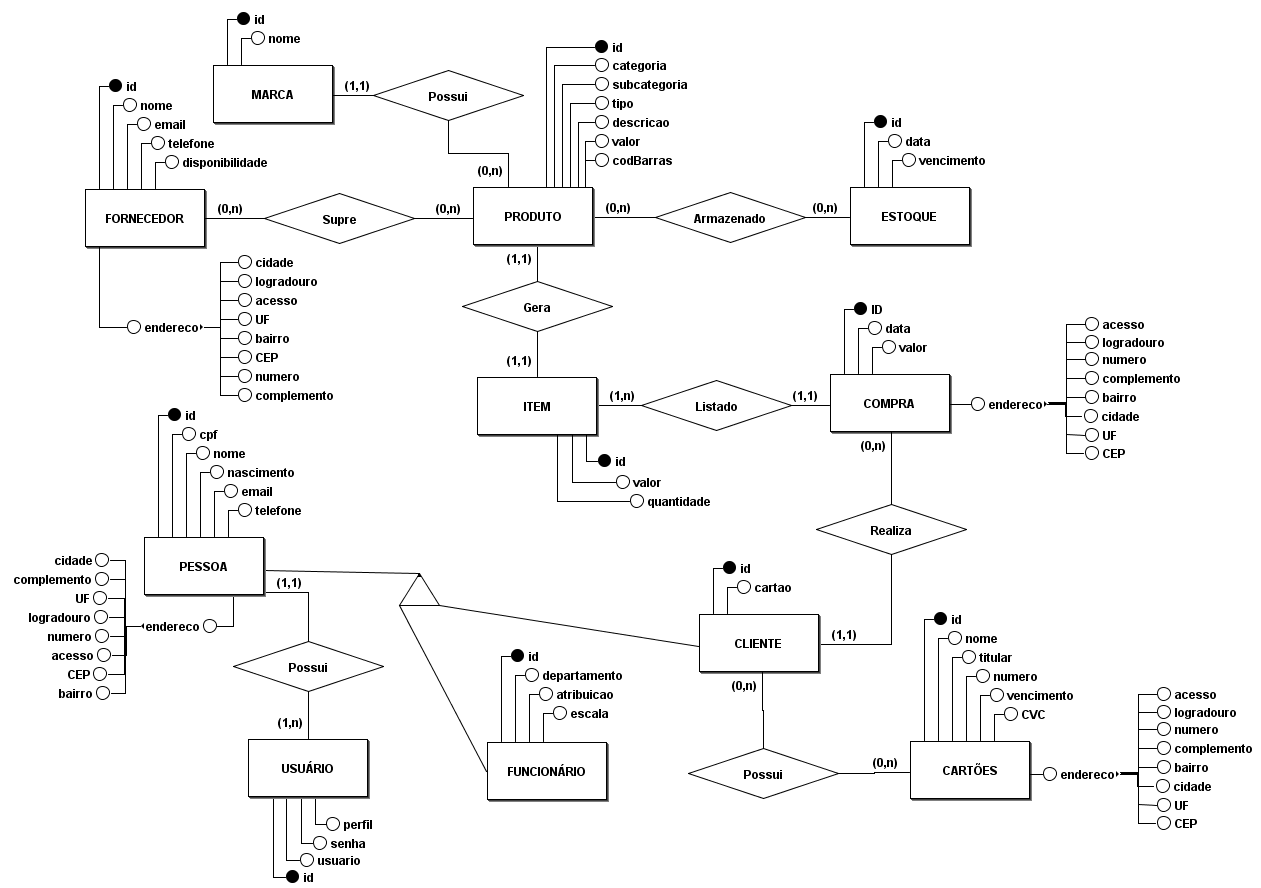 id
nome
MARCA
(1,1)
Possui
(0,n)
id
categoria
subcategoria
tipo
descricao
valor
codBarras
PRODUTO
id
nome
email
telefone
disponibilidade
FORNECEDOR
(0,n)
Supre
(0,n)
(0,n)
Armazenado
(0,n)
id
data
vencimento
ESTOQUE
endereco
cidade
logradouro
acesso
UF
bairro
CEP
numero
complemento
(1,1)
Gera
(1,1)
ITEM
id
valor
quantidade
(1,n)
Listado
(1,1)
ID
data
valor
COMPRA
endereco
acesso
logradouro
numero
complemento
bairro
cidade
UF
CEP
(0,n)
Realiza
(1,1)
id
cpf
nome
nascimento
email
telefone
PESSOA
endereco
cidade
complemento
UF
logradouro
numero
acesso
CEP
bairro
(1,1)
Possui
(1,n)
USUÁRIO
perfil
senha
usuario
id
id
departamento
atribuicao
escala
FUNCIONÁRIO
id
cartao
CLIENTE
(0,n)
Possui
(0,n)
id
nome
titular
numero
vencimento
CVC
CARTÕES
endereco
acesso
logradouro
numero
complemento
bairro
cidade
UF
CEP